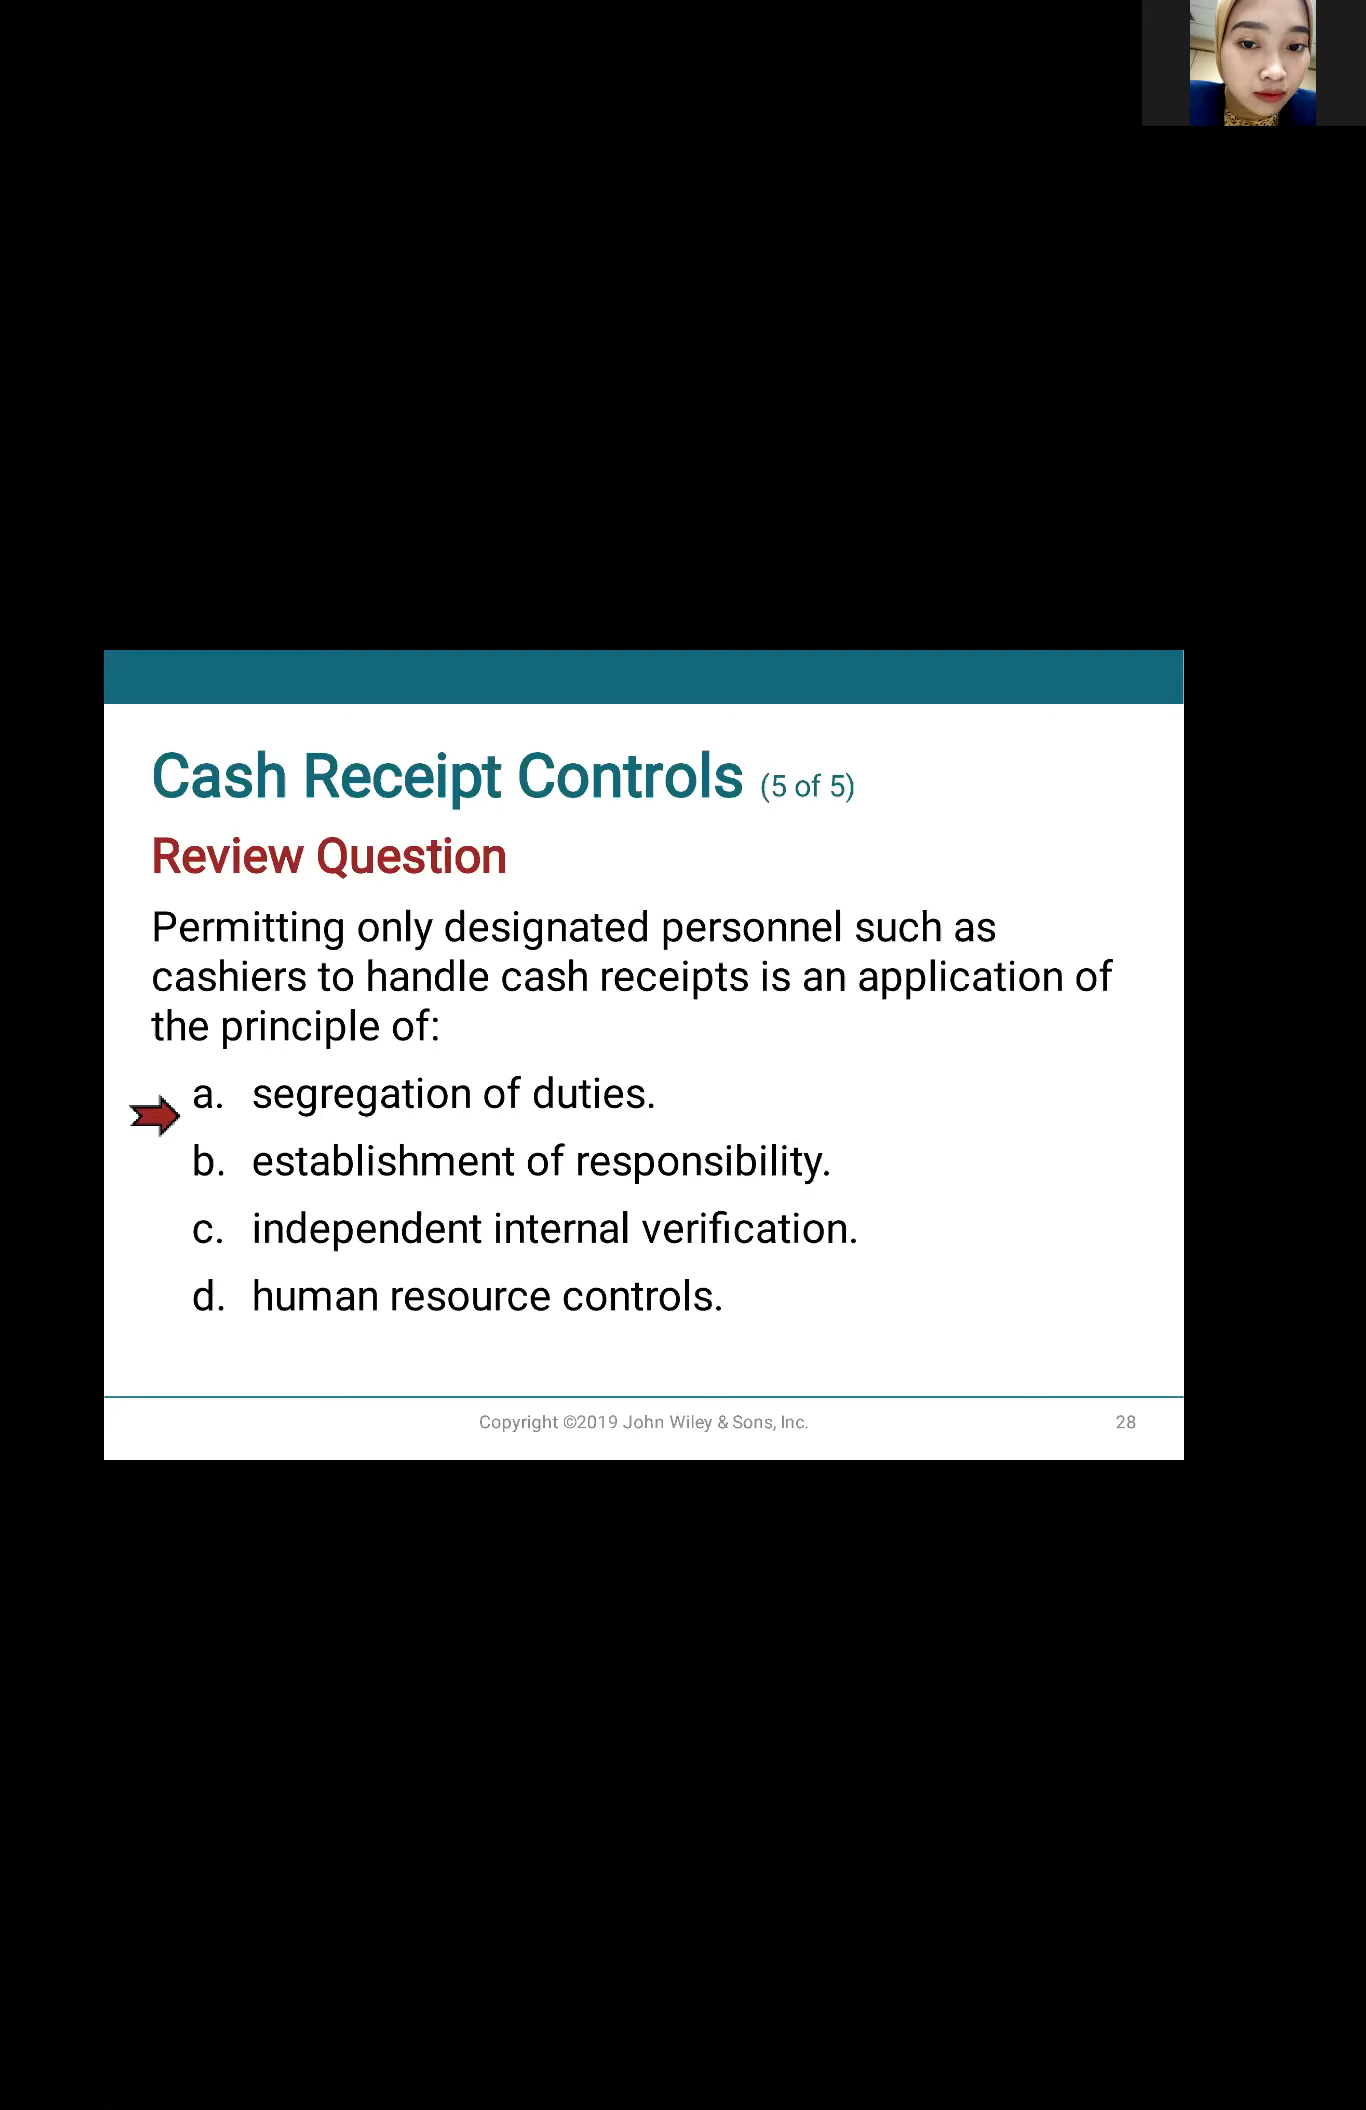 Cash Receipt Controls (5 of 5)
Review Question
Permitting only designated personnel such as
cashiers to handle cash receipts is an application of
the principle of:
a. segregation of duties.
b. establishment of responsibility.
c. independent internal verification.
d. human resource controls.
Copyright ©2019 John Wiley & Sons, Inc. 28